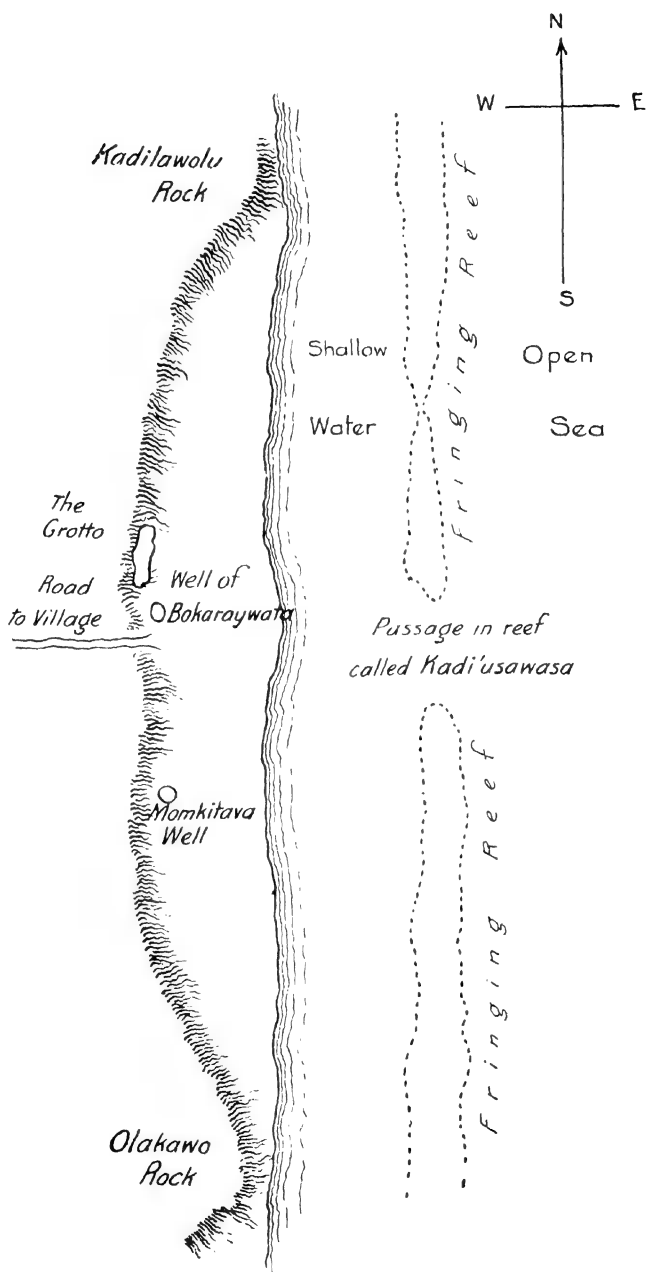 N
W E
S
Kadilawolu
Rock
Fringing Reef
Shallow
Water
Open
Sea
The
Grotto
Road
to Village
Well of
Bokaraywata
Passage in reef
called Kadi'usawasa
Momkitava
Well
Fringing Reef
Olakawo
Rock